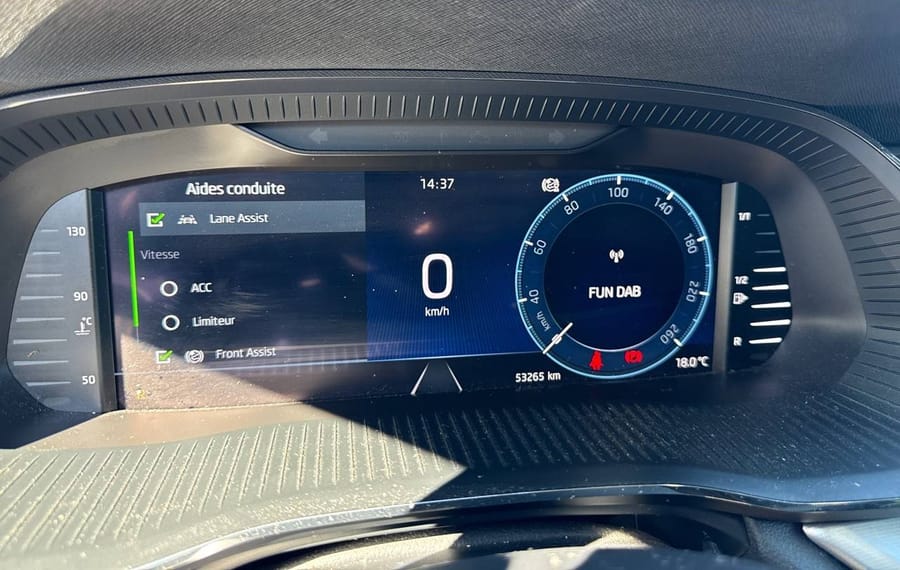 Aides conduite
Lane Assist
Vitesse
ACC
Limiteur
Front Assist
14:37
0
km/h
130
90
°C
50
40
60
80
100
140
180
220
260
km/h
FUN DAB
53265 km
18.0°C
1/1
1/2
R